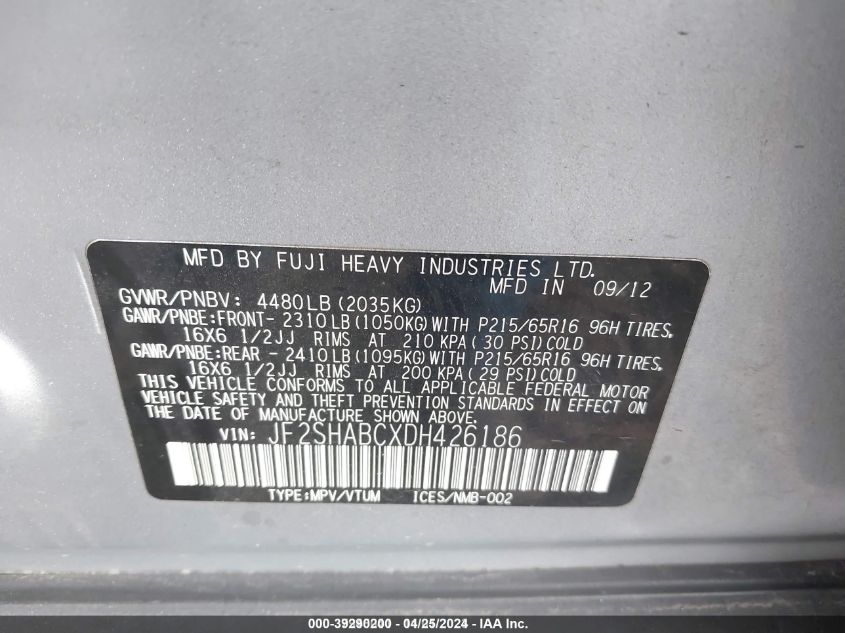 MFD BY FUJI HEAVY INDUSTRIES LTD.
MFD IN 09/12
GVWR/PNBV: 4480LB (2035KG)
GAWR/PNBE:FRONT- 2310LB (1050KG) WITH P215/65R16 96H TIRES,
16X6 1/2JJ RIMS AT 210 KPA (30 PSI) COLD
GAWR/PNBE:REAR - 2410LB (1095KG) WITH P215/65R16 96H TIRES,
16X6 1/2JJ RIMS AT 200 KPA (29 PSI) COLD
THIS VEHICLE CONFORMS TO ALL APPLICABLE FEDERAL MOTOR
VEHICLE SAFETY AND THEFT PREVENTION STANDARDS IN EFFECT ON
THE DATE OF MANUFACTURE SHOWN ABOVE.
VIN: JF2SHABCXDH426186
TYPE:MPV/VTUM ICES/NMB-002
000-39290200 - 04/25/2024 - IAA Inc.